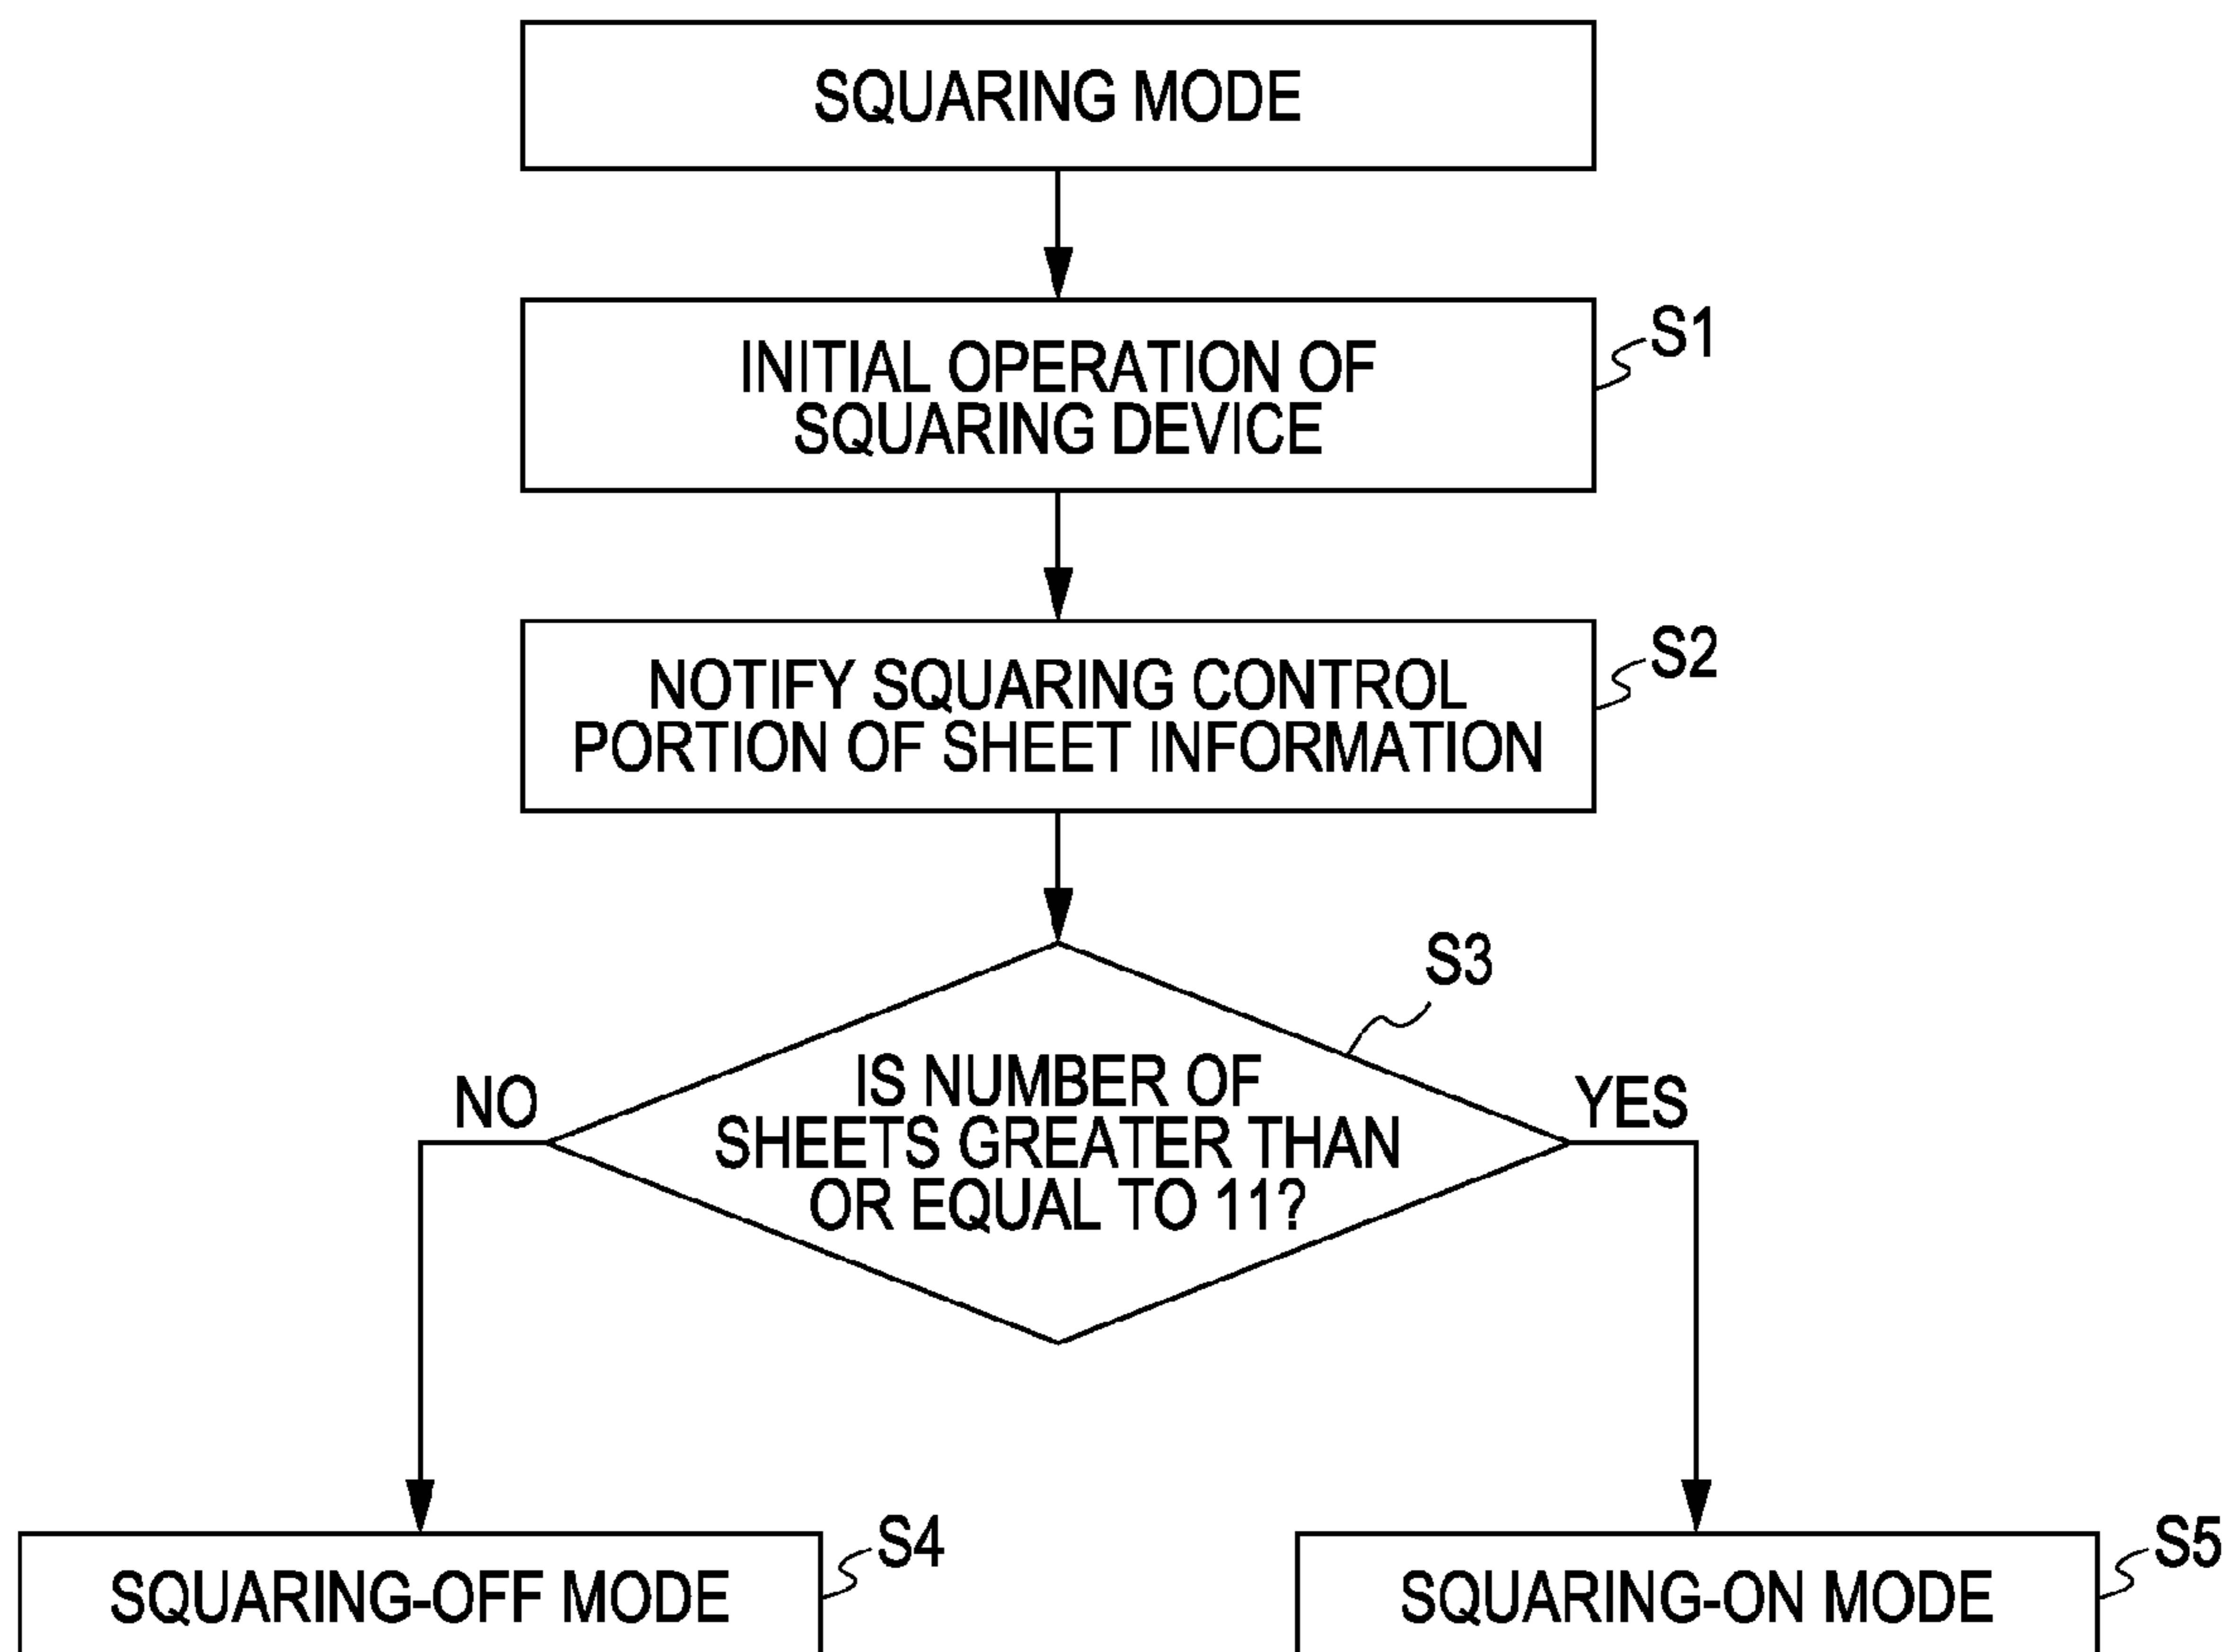 SQUARING MODE
INITIAL OPERATION OF
SQUARING DEVICE
S1
NOTIFY SQUARING CONTROL
PORTION OF SHEET INFORMATION
S2
S3
IS NUMBER OF
SHEETS GREATER THAN
OR EQUAL TO 11?
NO
YES
SQUARING-OFF MODE
S4
SQUARING-ON MODE
S5